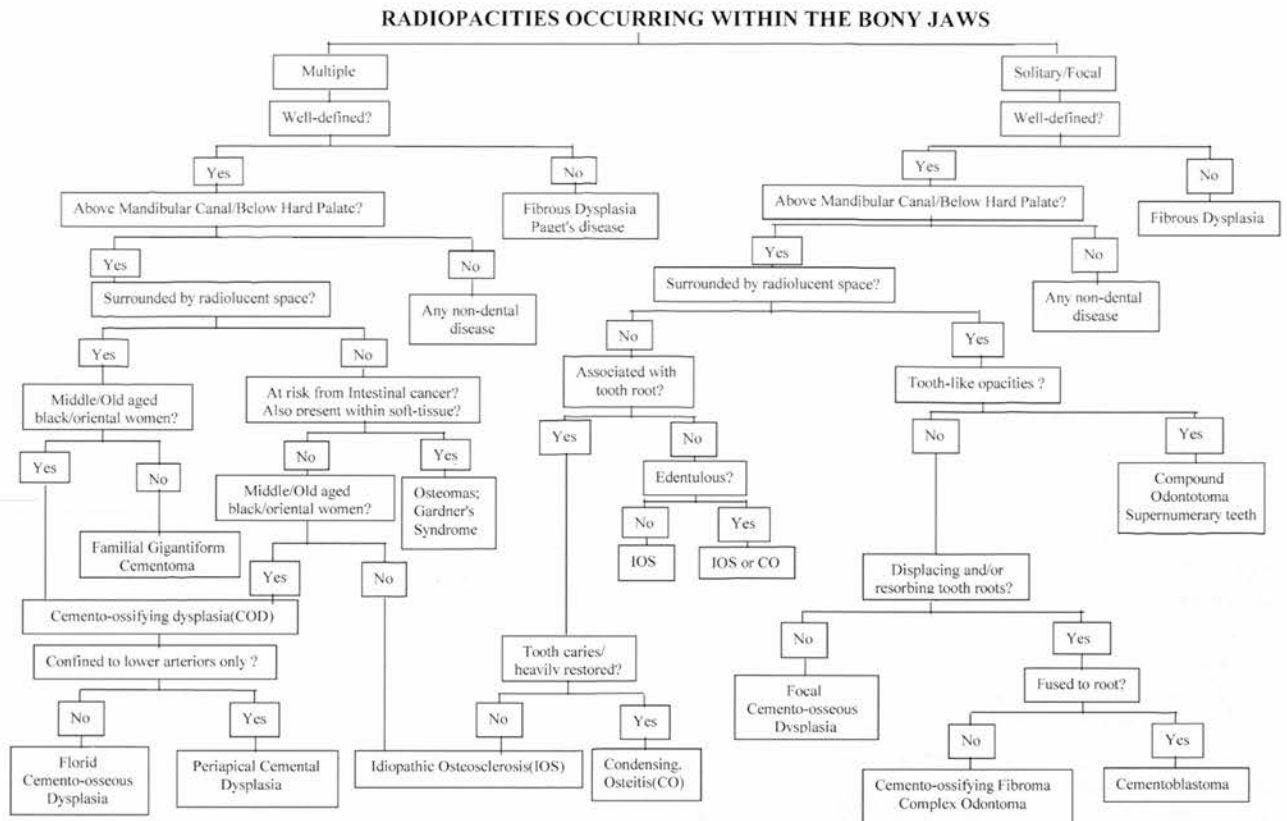 RADIOPACITIES OCCURRING WITHIN THE BONY JAWS
Multiple
Solitary/Focal
Well-defined?
Well-defined?
Yes
No
Yes
No
Above Mandibular Canal/Below Hard Palate?
Fibrous Dysplasia
Paget's disease
Above Mandibular Canal/Below Hard Palate?
Fibrous Dysplasia
Yes
No
Yes
No
Surrounded by radiolucent space?
Any non-dental
disease
Surrounded by radiolucent space?
Any non-dental
disease
Yes
No
No
Yes
Middle/Old aged
black/oriental women?
At risk from Intestinal cancer?
Also present within soft-tissue?
Associated with
tooth root?
Tooth-like opacities ?
Yes
No
No
Yes
Yes
No
No
Yes
Familial Gigantiform
Cementoma
Middle/Old aged
black/oriental women?
Osteomas;
Gardner's
Syndrome
Edentulous?
Compound
Odontotoma
Supernumerary teeth
Yes
No
No
Yes
IOS
IOS or CO
Displacing and/or
resorbing tooth roots?
Cemento-ossifying dysplasia(COD)
Confined to lower arteriors only ?
Tooth caries/
heavily restored?
No
Yes
No
Yes
No
Yes
Focal
Cemento-osseous
Dysplasia
Fused to root?
Florid
Cemento-osseous
Dysplasia
Periapical Cemental
Dysplasia
Idiopathic Osteosclerosis(IOS)
Condensing.
Osteitis(CO)
No
Yes
Cemento-ossifying Fibroma
Complex Odontoma
Cementoblastoma